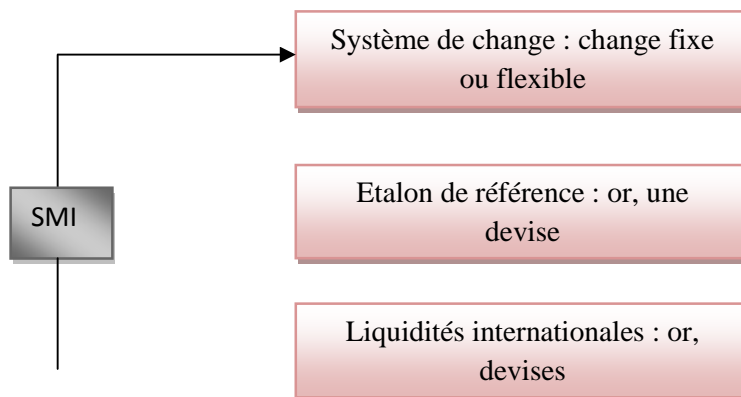 Système de change : change fixe
ou flexible
SMI
Etalon de référence : or, une
devise
Liquidités internationales : or,
devises